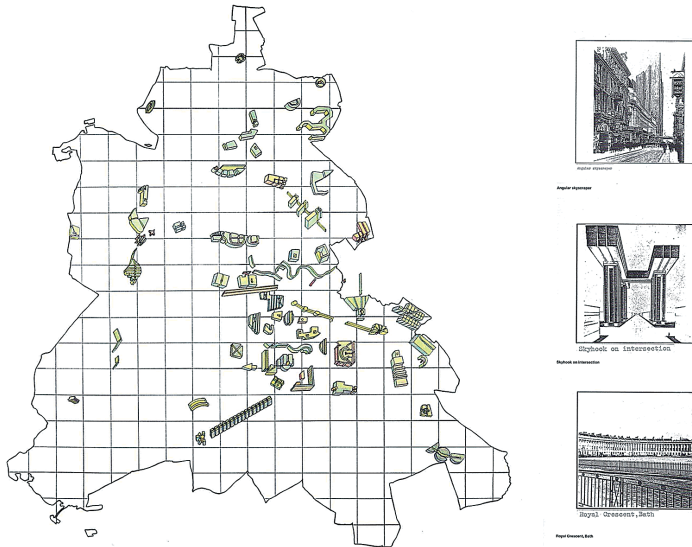 Angular skyscraper
Angular skyscraper
Skyhook on intersection
Skyhook on intersection
Royal Crescent,Bath
Royal Crescent, Bath